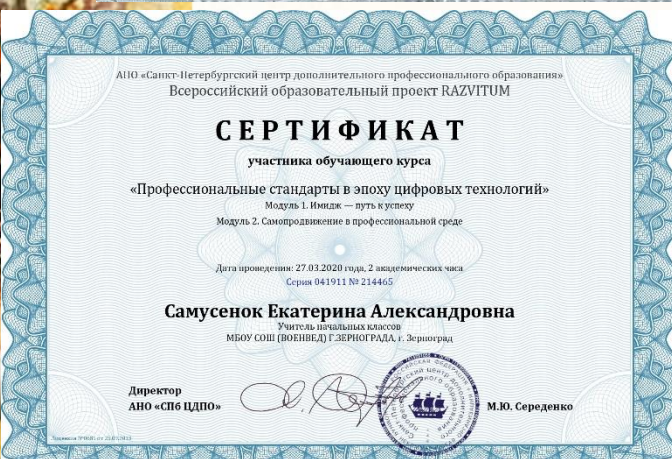 АПО «Санкт-Петербургский центр дополнительного профессионального образования»
Всероссийский образовательный проект RAZVITUM
СЕРТИФИКАТ
участника обучающего курса
«Профессиональные стандарты в эпоху цифровых технологий»
Модуль 1. Имидж — путь к успеху
Модуль 2. Самопродвижение в профессиональной среде
Дата проведения: 27.03.2020 года, 2 академических часа
Серия 041911 № 214465
Самусенок Екатерина Александровна
Учитель начальных классов
МБОУ СОШ (ВОЕНВЕД) Г.ЗЕРНОГРАДА, г. Зерноград
Директор
АНО «СПб ЦДПО»
М.Ю. Середенко